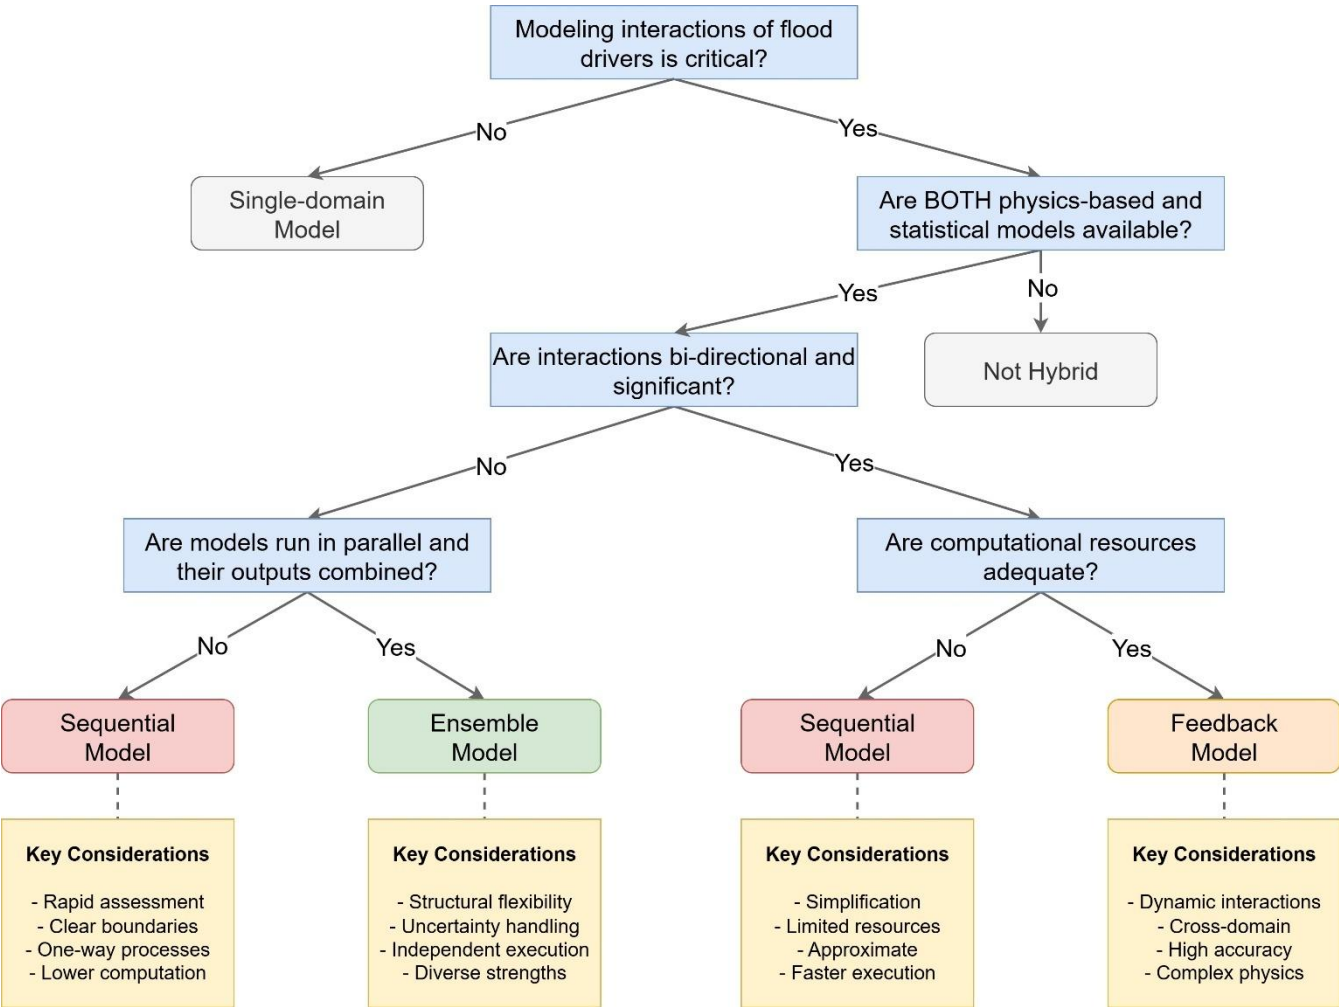 Modeling interactions of flood
drivers is critical?
No
Yes
Single-domain
Model
Are BOTH physics-based and
statistical models available?
Yes
No
Are interactions bi-directional and
significant?
Not Hybrid
No
Yes
Are models run in parallel and
their outputs combined?
Are computational resources
adequate?
No
Yes
No
Yes
Sequential
Model
Ensemble
Model
Sequential
Model
Feedback
Model
Key Considerations
- Rapid assessment
- Clear boundaries
- One-way processes
- Lower computation
Key Considerations
- Structural flexibility
- Uncertainty handling
- Independent execution
- Diverse strengths
Key Considerations
- Simplification
- Limited resources
- Approximate
- Faster execution
Key Considerations
- Dynamic interactions
- Cross-domain
- High accuracy
- Complex physics